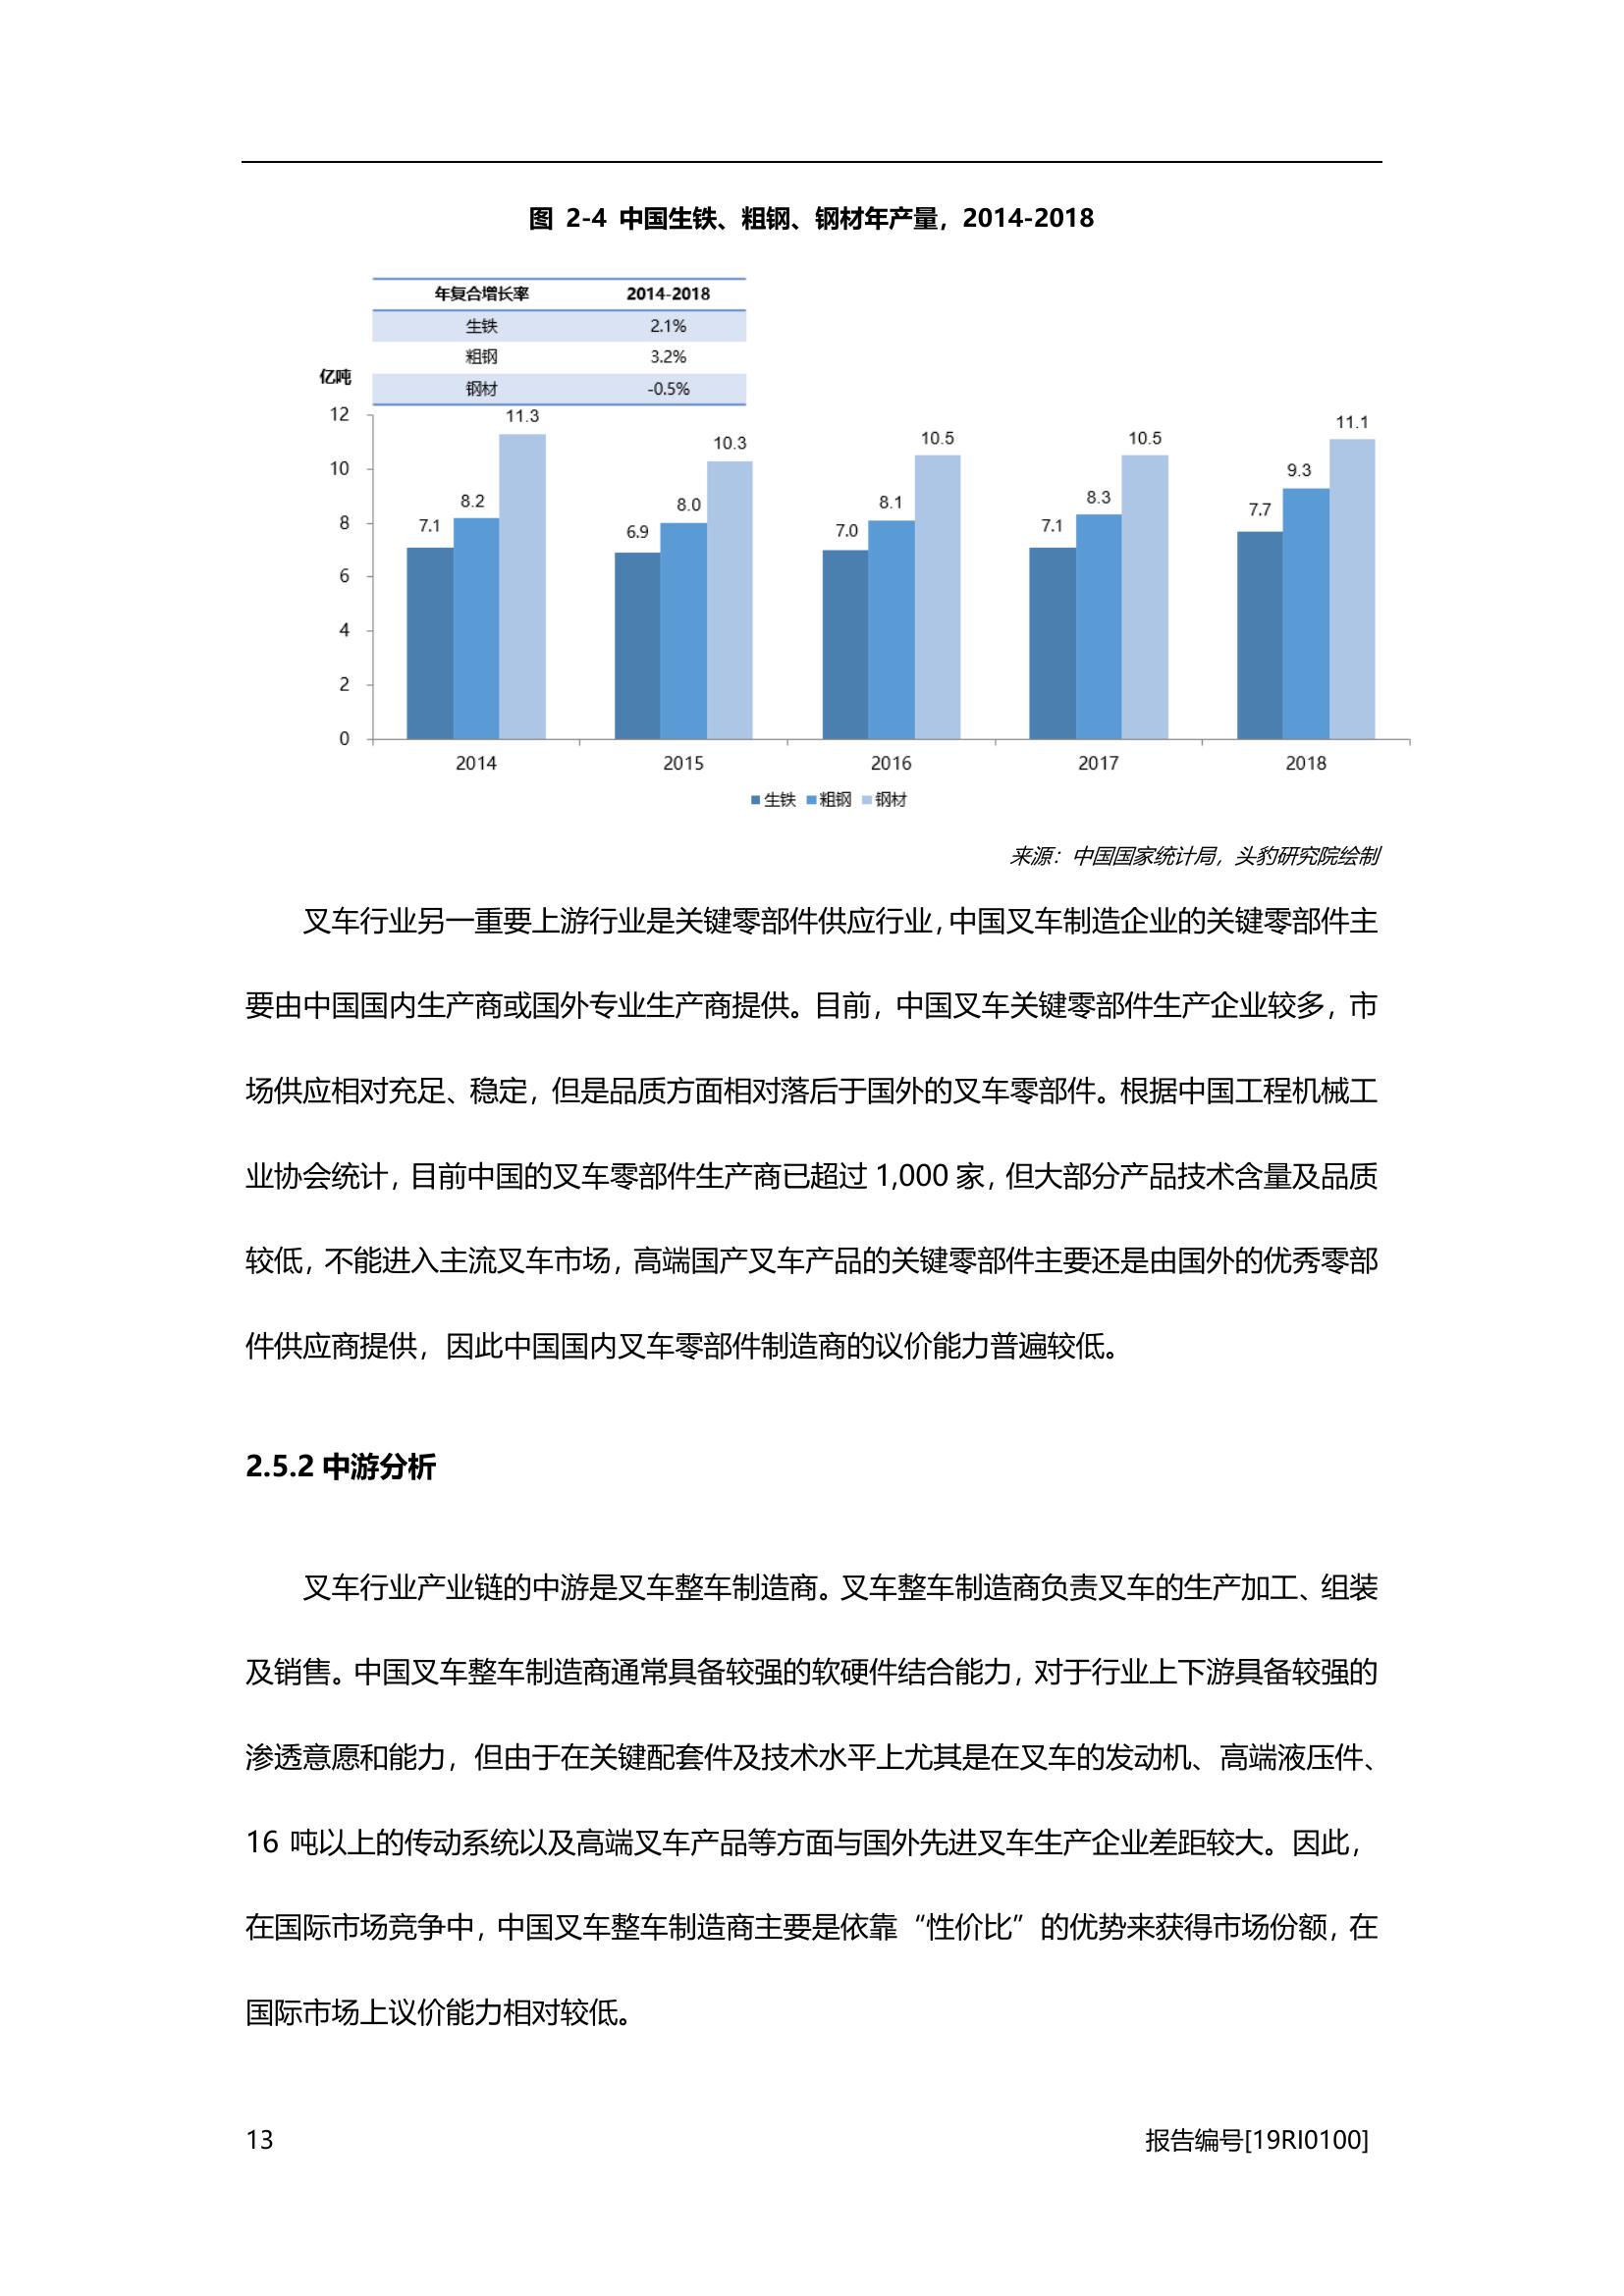 图 2-4 中国生铁、粗钢、钢材年产量，2014-2018
年复合增长率 2014-2018
生铁 2.1%
粗钢 3.2%
钢材 -0.5%
亿吨
12
10
8
6
4
2
0
7.1 8.2 11.3
6.9 8.0 10.3
7.0 8.1 10.5
7.1 8.3 10.5
7.7 9.3 11.1
2014 2015 2016 2017 2018
生铁 粗钢 钢材
来源：中国国家统计局，头豹研究院绘制
叉车行业另一重要上游行业是关键零部件供应行业，中国叉车制造企业的关键零部件主
要由中国国内生产商或国外专业生产商提供。目前，中国叉车关键零部件生产企业较多，市
场供应相对充足、稳定，但是品质方面相对落后于国外的叉车零部件。根据中国工程机械工
业协会统计，目前中国的叉车零部件生产商已超过 1,000 家，但大部分产品技术含量及品质
较低，不能进入主流叉车市场，高端国产叉车产品的关键零部件主要还是由国外的优秀零部
件供应商提供，因此中国国内叉车零部件制造商的议价能力普遍较低。
2.5.2 中游分析
叉车行业产业链的中游是叉车整车制造商。叉车整车制造商负责叉车的生产加工、组装
及销售。中国叉车整车制造商通常具备较强的软硬件结合能力，对于行业上下游具备较强的
渗透意愿和能力，但由于在关键配套件及技术水平上尤其是在叉车的发动机、高端液压件、
16 吨以上的传动系统以及高端叉车产品等方面与国外先进叉车生产企业差距较大。因此，
在国际市场竞争中，中国叉车整车制造商主要是依靠“性价比”的优势来获得市场份额，在
国际市场上议价能力相对较低。
13 报告编号[19RI0100]